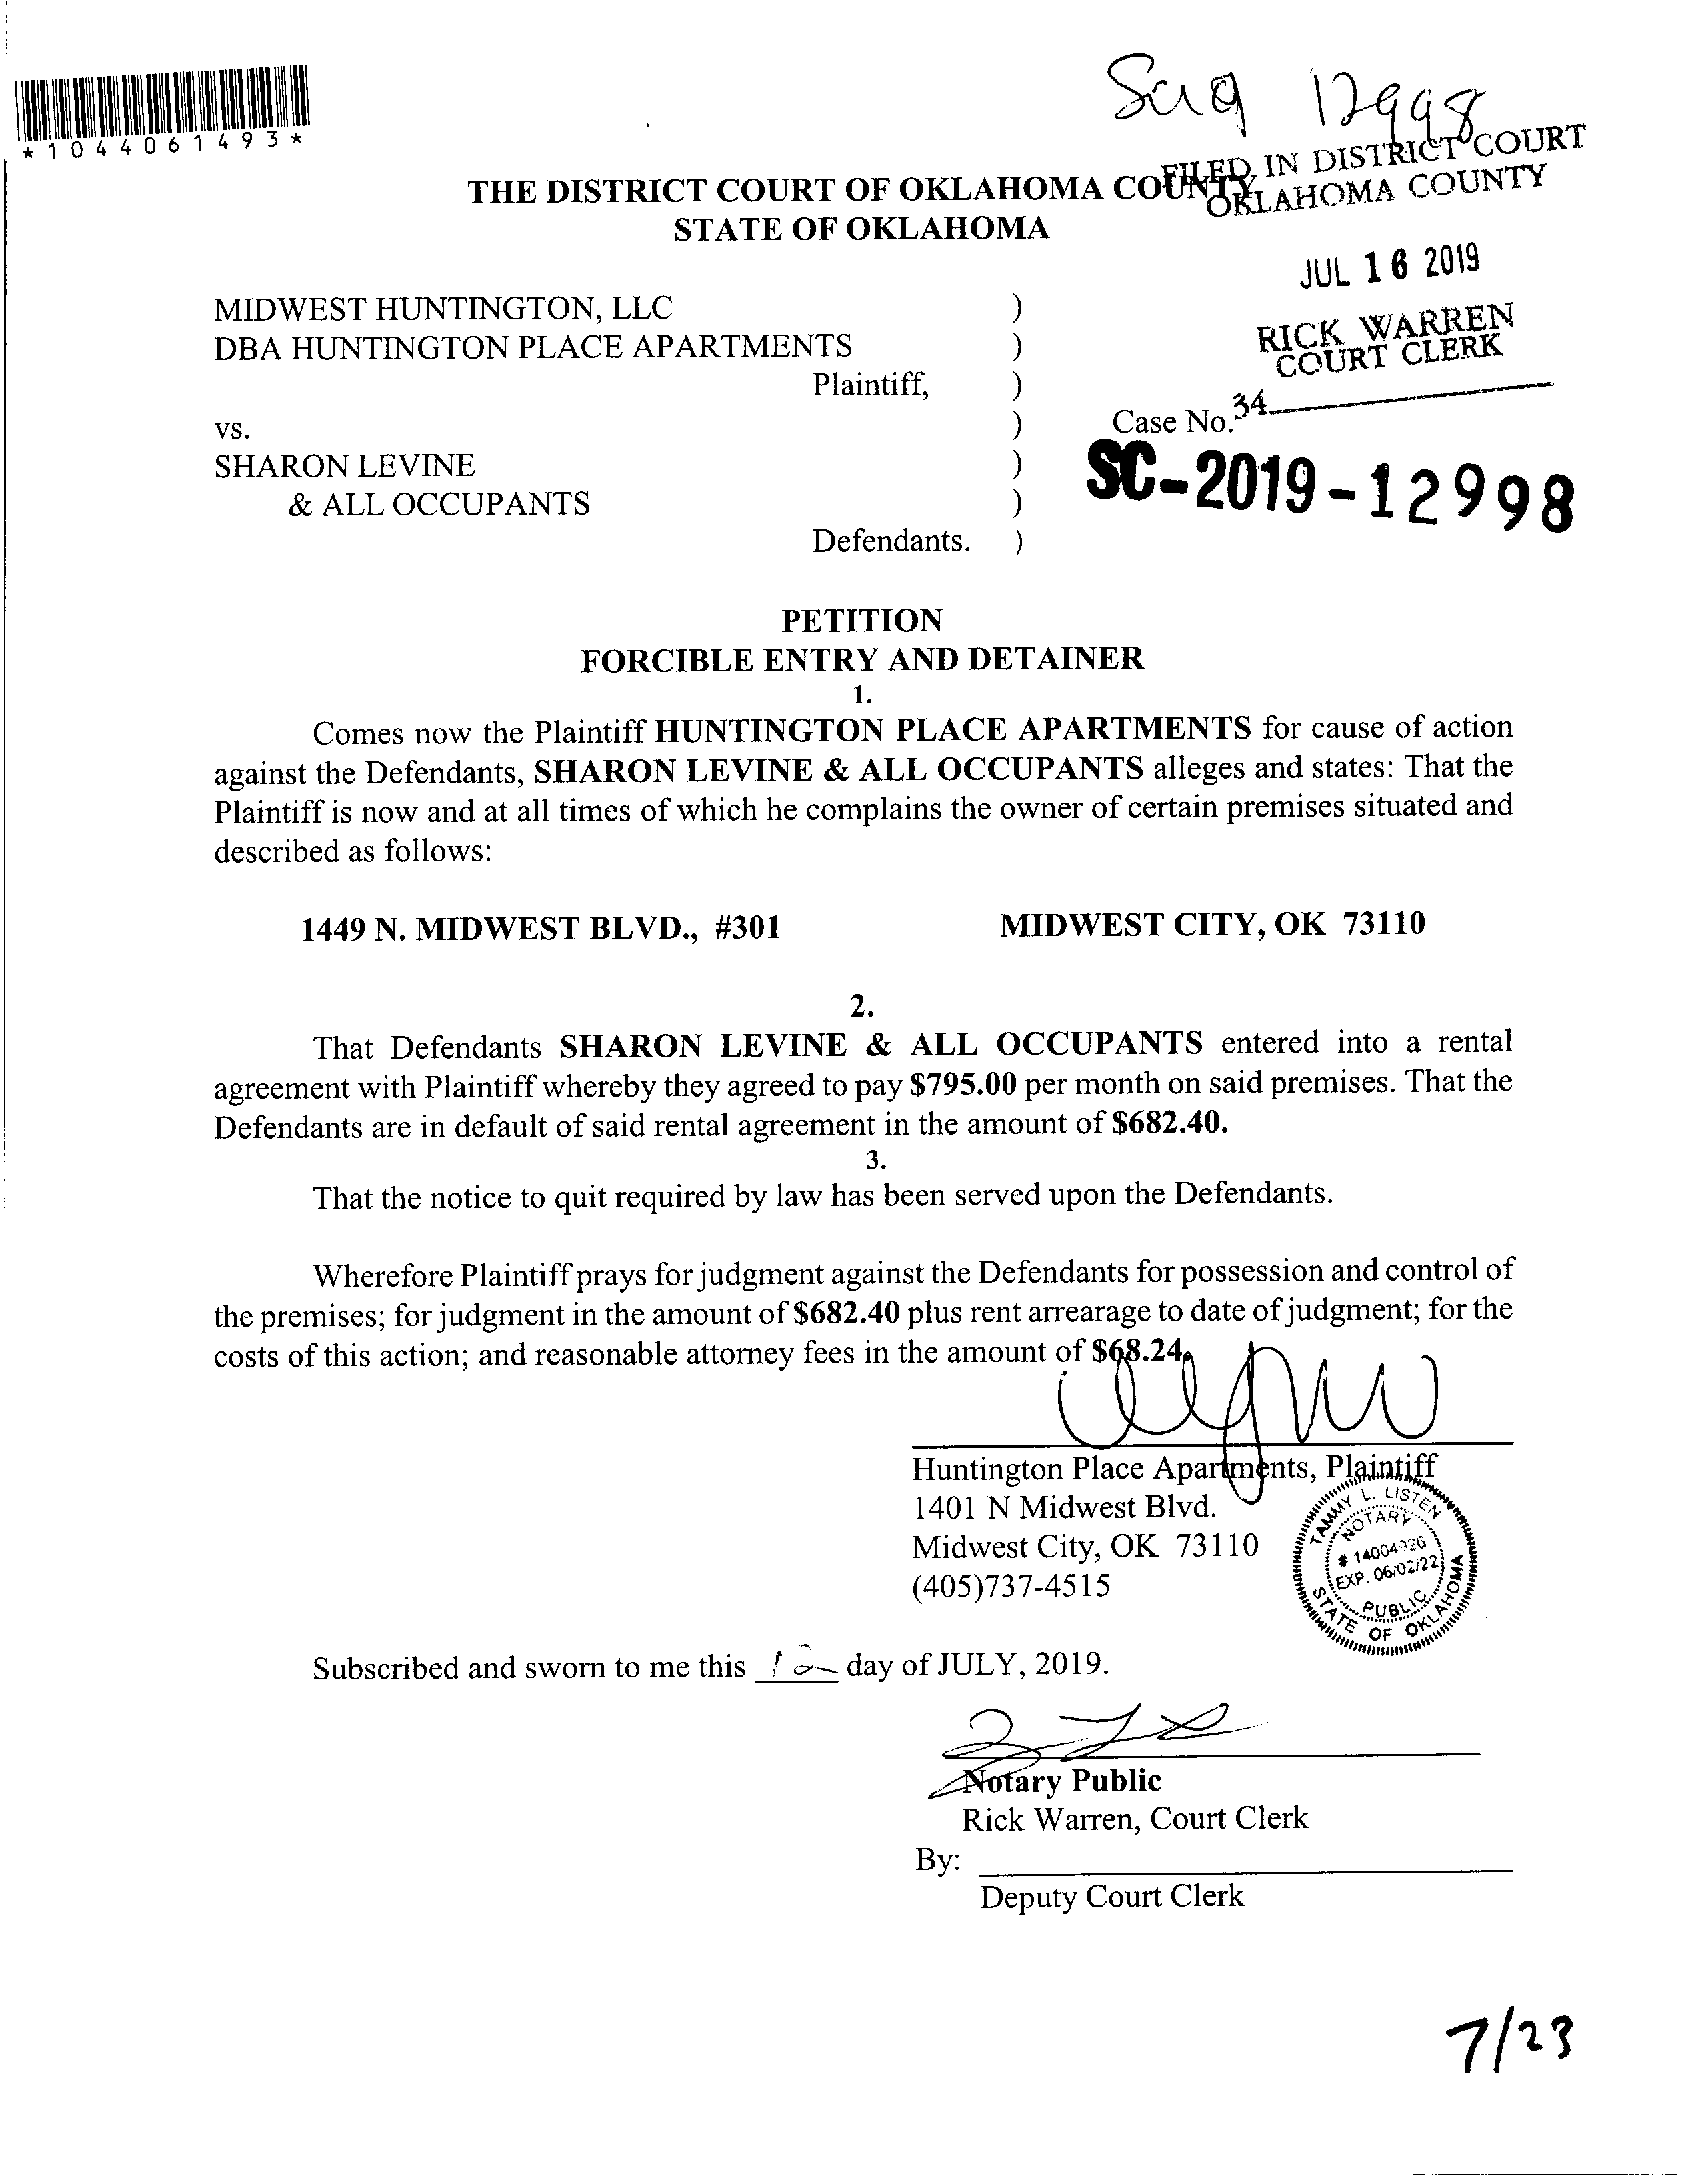 Sc19 12998
*1044061493*
FILED IN DISTRICT COURT
OKLAHOMA COUNTY
THE DISTRICT COURT OF OKLAHOMA COUNTY
STATE OF OKLAHOMA
JUL 16 2019
RICK WARREN
COURT CLERK
34
MIDWEST HUNTINGTON, LLC )
DBA HUNTINGTON PLACE APARTMENTS )
Plaintiff, )
Case No.
vs. )
SHARON LEVINE )
SC-2019-12998
& ALL OCCUPANTS )
Defendants. )
PETITION
FORCIBLE ENTRY AND DETAINER
1.
Comes now the Plaintiff HUNTINGTON PLACE APARTMENTS for cause of action
against the Defendants, SHARON LEVINE & ALL OCCUPANTS alleges and states: That the
Plaintiff is now and at all times of which he complains the owner of certain premises situated and
described as follows:
1449 N. MIDWEST BLVD., #301 MIDWEST CITY, OK 73110
2.
That Defendants SHARON LEVINE & ALL OCCUPANTS entered into a rental
agreement with Plaintiff whereby they agreed to pay $795.00 per month on said premises. That the
Defendants are in default of said rental agreement in the amount of $682.40.
3.
That the notice to quit required by law has been served upon the Defendants.
Wherefore Plaintiff prays for judgment against the Defendants for possession and control of
the premises; for judgment in the amount of $682.40 plus rent arrearage to date of judgment; for the
costs of this action; and reasonable attorney fees in the amount of $68.24.
Huntington Place Apartments, Plaintiff
1401 N Midwest Blvd.
Midwest City, OK 73110
(405)737-4515
TAMMY L. LISTEN
NOTARY
EXP. 06/02/22
PUBLIC
STATE OF OKLAHOMA
Subscribed and sworn to me this day of JULY, 2019.
Notary Public
Rick Warren, Court Clerk
By:
Deputy Court Clerk
7/23